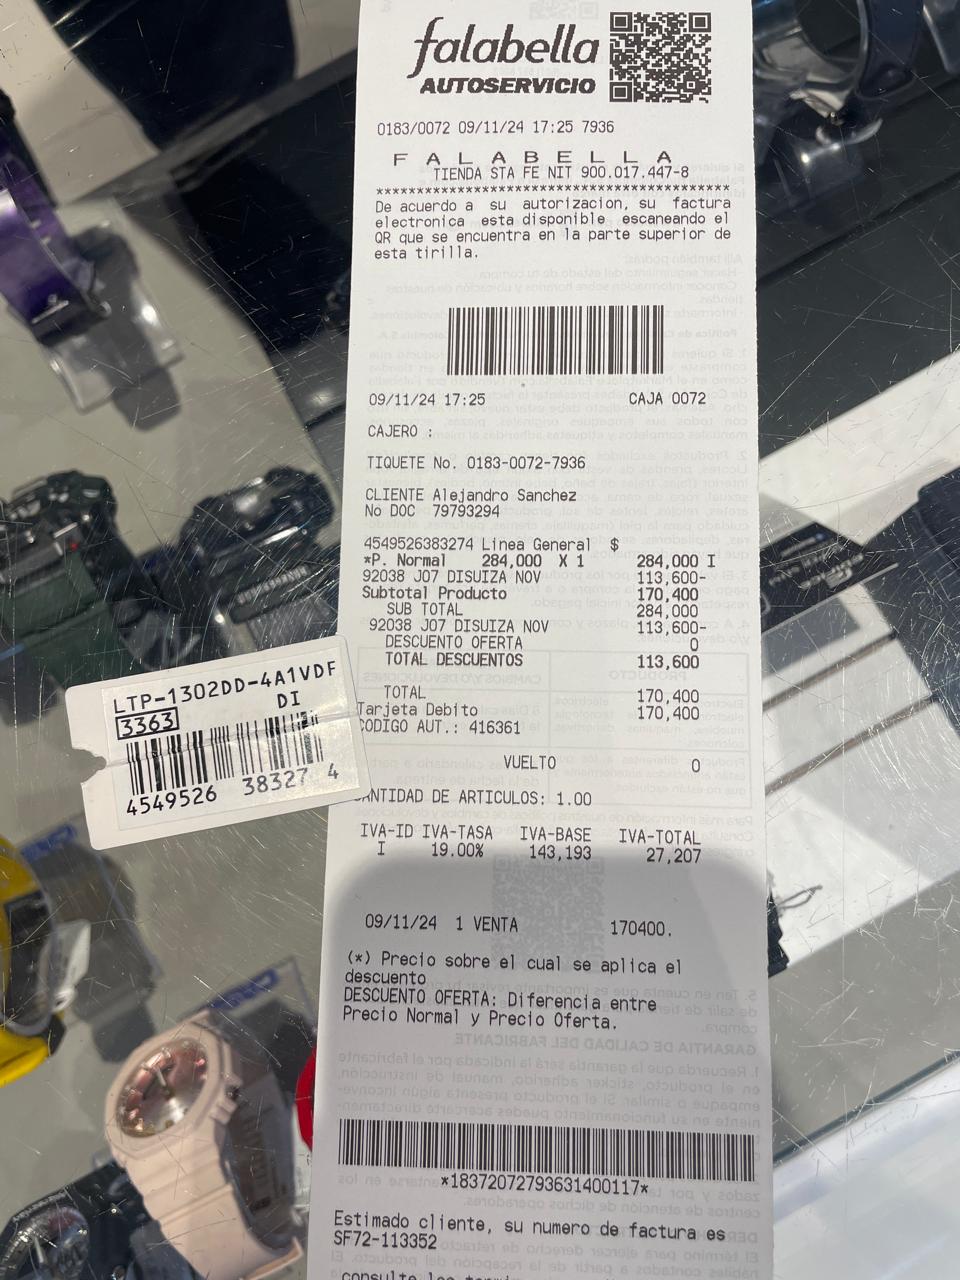 falabella
AUTOSERVICIO
0183/0072 09/11/24 17:25 7936
F A L A B E L L A
TIENDA STA FE NIT 900.017.447-8
******************************************
De acuerdo a su autorizacion, su factura
electronica esta disponible escaneando el
QR que se encuentra en la parte superior de
esta tirilla.
09/11/24 17:25 CAJA 0072
CAJERO :
TIQUETE No. 0183-0072-7936
CLIENTE Alejandro Sanchez
No DOC 79793294
4549526383274 Linea General $
*P. Normal 284,000 X 1 284,000 I
92038 J07 DISUIZA NOV 113,600-
Subtotal Producto 170,400
SUB TOTAL 284,000
92038 J07 DISUIZA NOV 113,600-
DESCUENTO OFERTA 0
TOTAL DESCUENTOS 113,600
TOTAL 170,400
Tarjeta Debito 170,400
CODIGO AUT.: 416361
VUELTO 0
CANTIDAD DE ARTICULOS: 1.00
IVA-ID IVA-TASA IVA-BASE IVA-TOTAL
I 19.00% 143,193 27,207
09/11/24 1 VENTA 170400.
(*) Precio sobre el cual se aplica el
descuento
DESCUENTO OFERTA: Diferencia entre
Precio Normal y Precio Oferta.
*18372072793631400117*
Estimado cliente, su numero de factura es
SF72-113352
LTP-1302DD-4A1VDF
DI
3363
4549526 38327 4